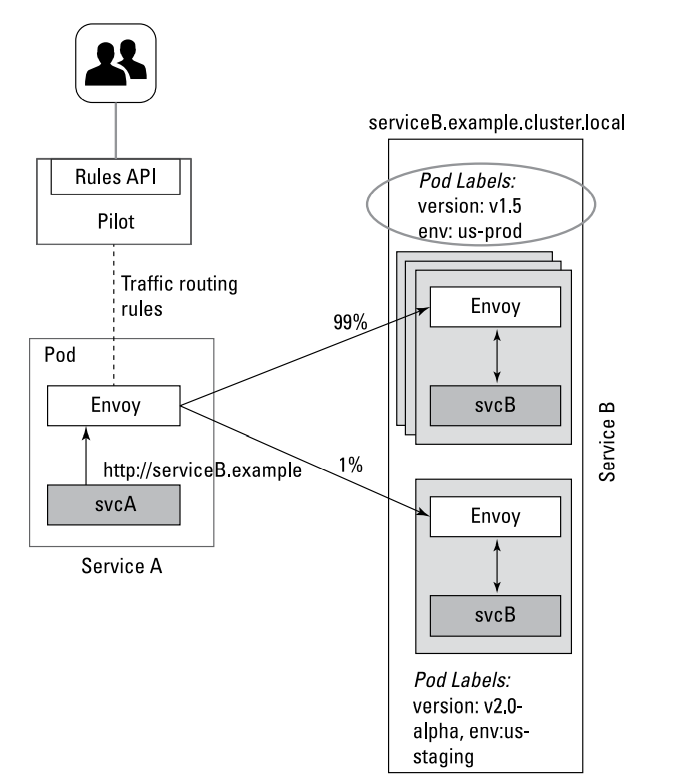 serviceB.example.cluster.local
Rules API
Pilot
Pod Labels:
version: v1.5
env: us-prod
Traffic routing
rules
99%
Envoy
svcB
Pod
Envoy
http://serviceB.example
svcA
Service A
1%
Envoy
svcB
Service B
Pod Labels:
version: v2.0-
alpha, env:us-
staging